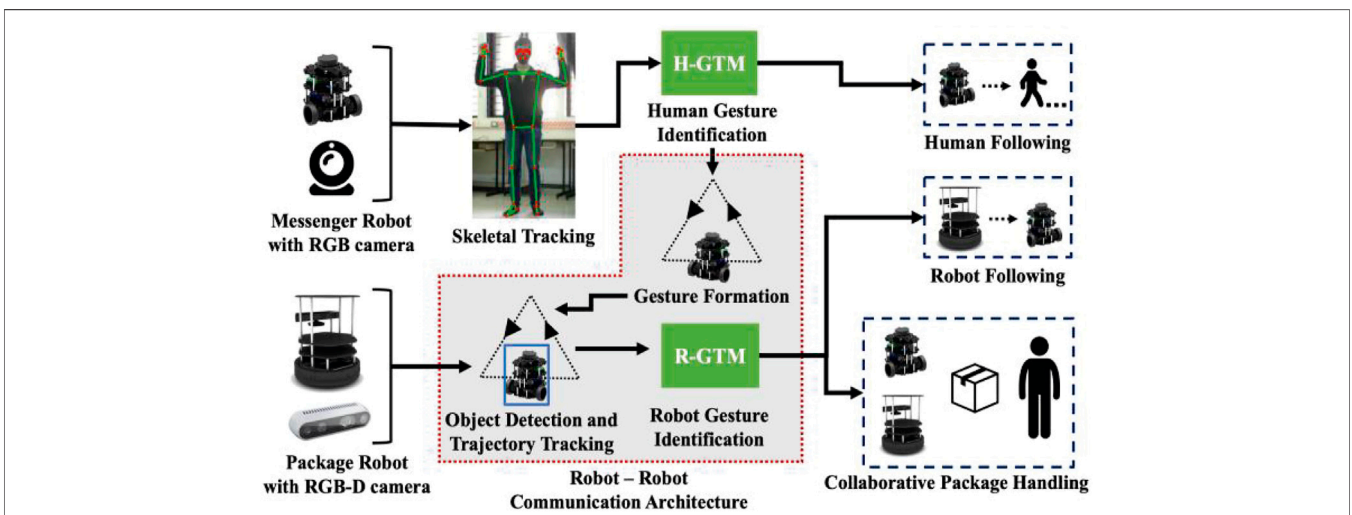 H-GTM
Human Gesture
Identification
Messenger Robot
with RGB camera
Skeletal Tracking
Human Following
Robot Following
Gesture Formation
R-GTM
Object Detection and
Trajectory Tracking
Robot Gesture
Identification
Package Robot
with RGB-D camera
Collaborative Package Handling
Robot – Robot
Communication Architecture